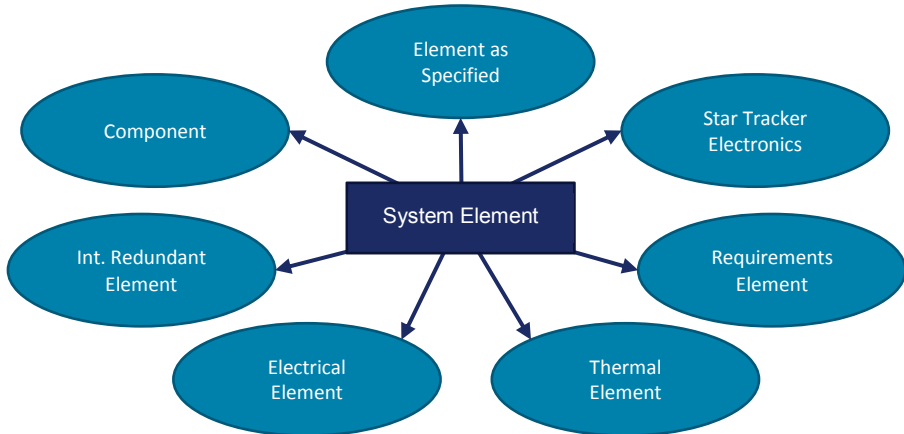 Element as
Specified
Component
Star Tracker
Electronics
System Element
Int. Redundant
Element
Requirements
Element
Electrical
Element
Thermal
Element